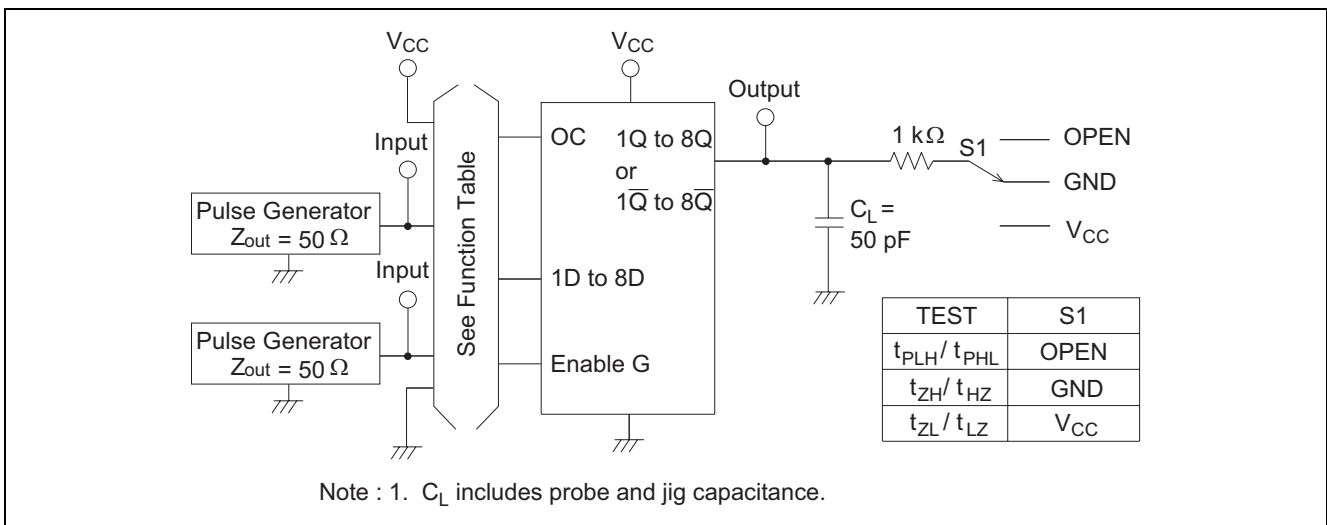 VCC
VCC
Output
Input
OC
1Q to 8Q
or
1Q̅ to 8Q̅
1 kΩ
S1
OPEN
GND
VCC
Pulse Generator
Zout = 50 Ω
See Function Table
CL =
50 pF
Input
1D to 8D
Pulse Generator
Zout = 50 Ω
Enable G
TEST S1
tPLH / tPHL OPEN
tZH / tHZ GND
tZL / tLZ VCC
Note : 1. CL includes probe and jig capacitance.